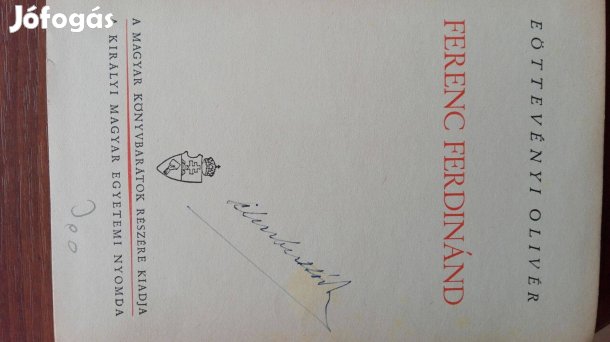 Jófogás
EÖTTEVÉNYI OLIVÉR
FERENC FERDINÁND
A MAGYAR KÖNYVBARÁTOK RÉSZÉRE KIADJA
A KIRÁLYI MAGYAR EGYETEMI NYOMDA